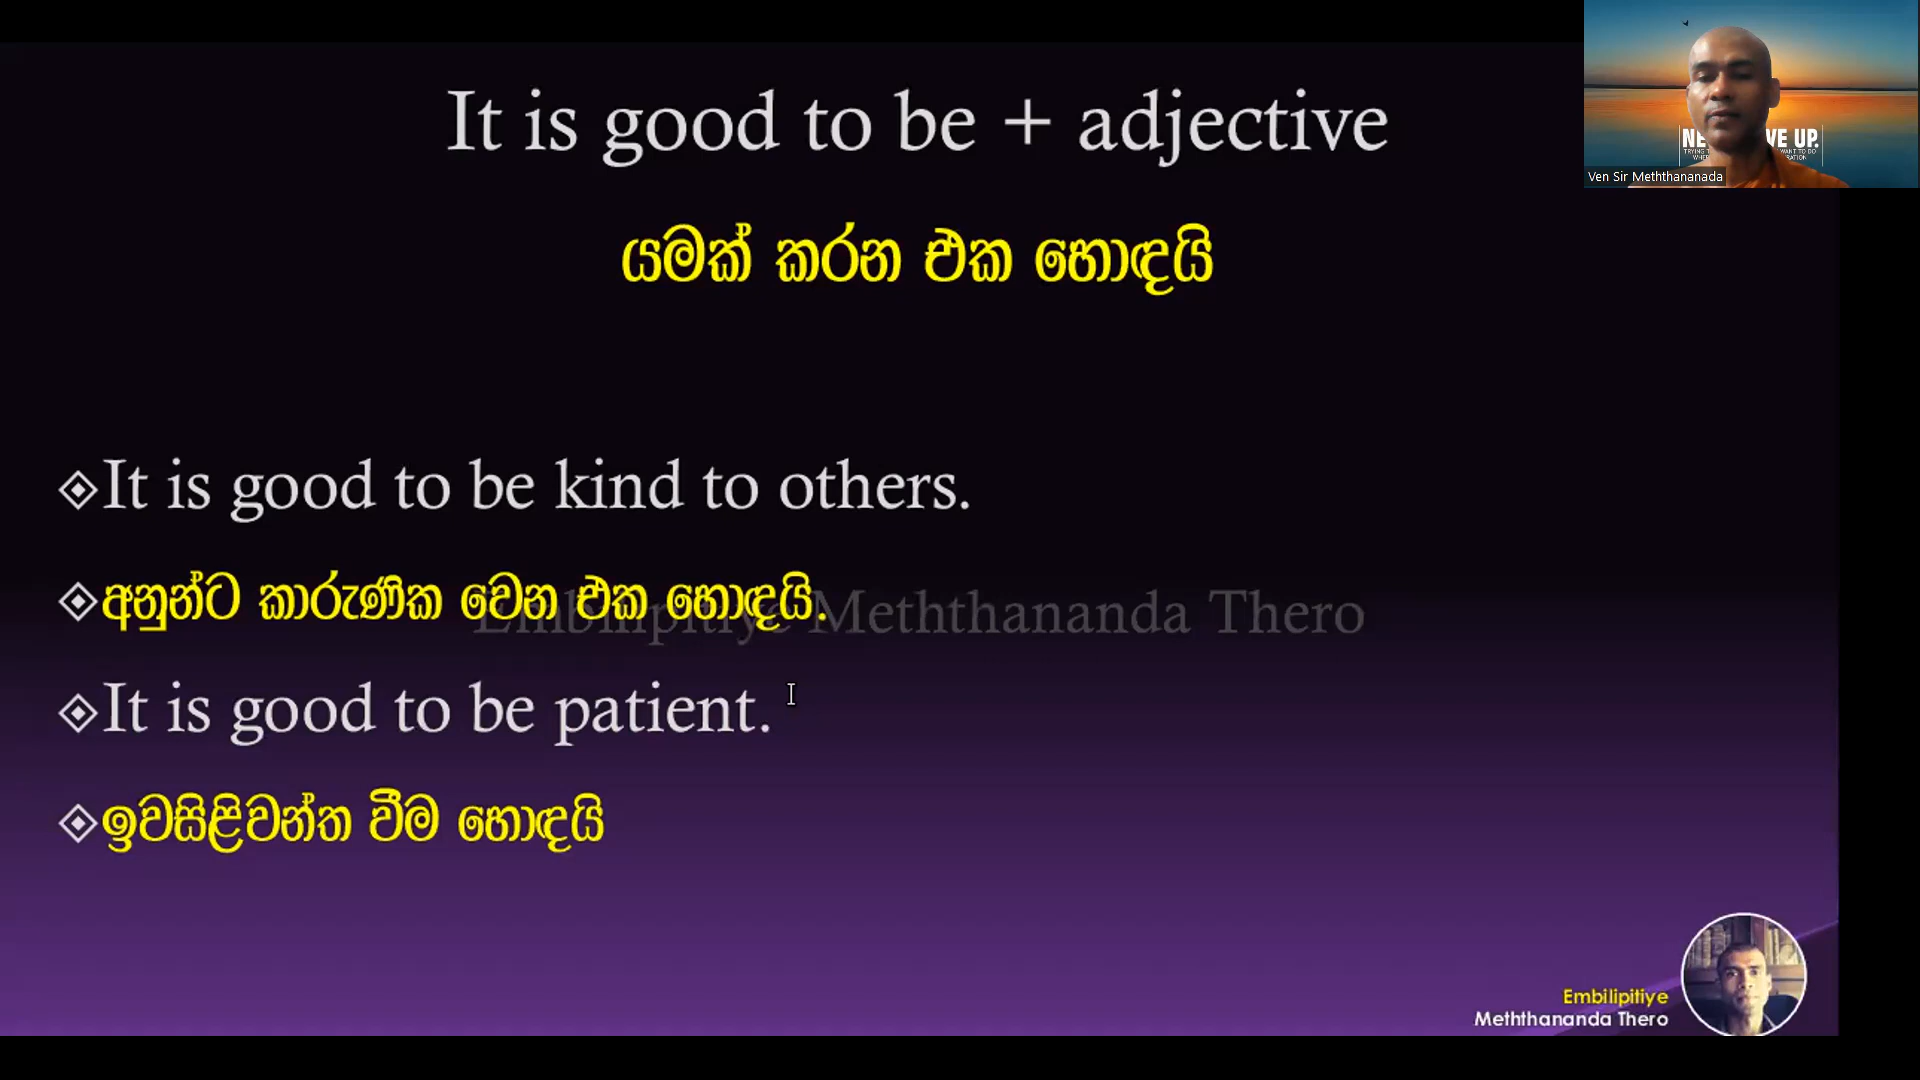 It is good to be + adjective
යමක් කරන එක හොඳයි
It is good to be kind to others.
අනුන්ට කාරුණික වෙන එක හොඳයි.
Embilipitiye Meththananda Thero
It is good to be patient.
ඉවසිළිවන්ත වීම හොඳයි
Ven Sir Meththananada
UP.
Embilipitiye
Meththananda Thero